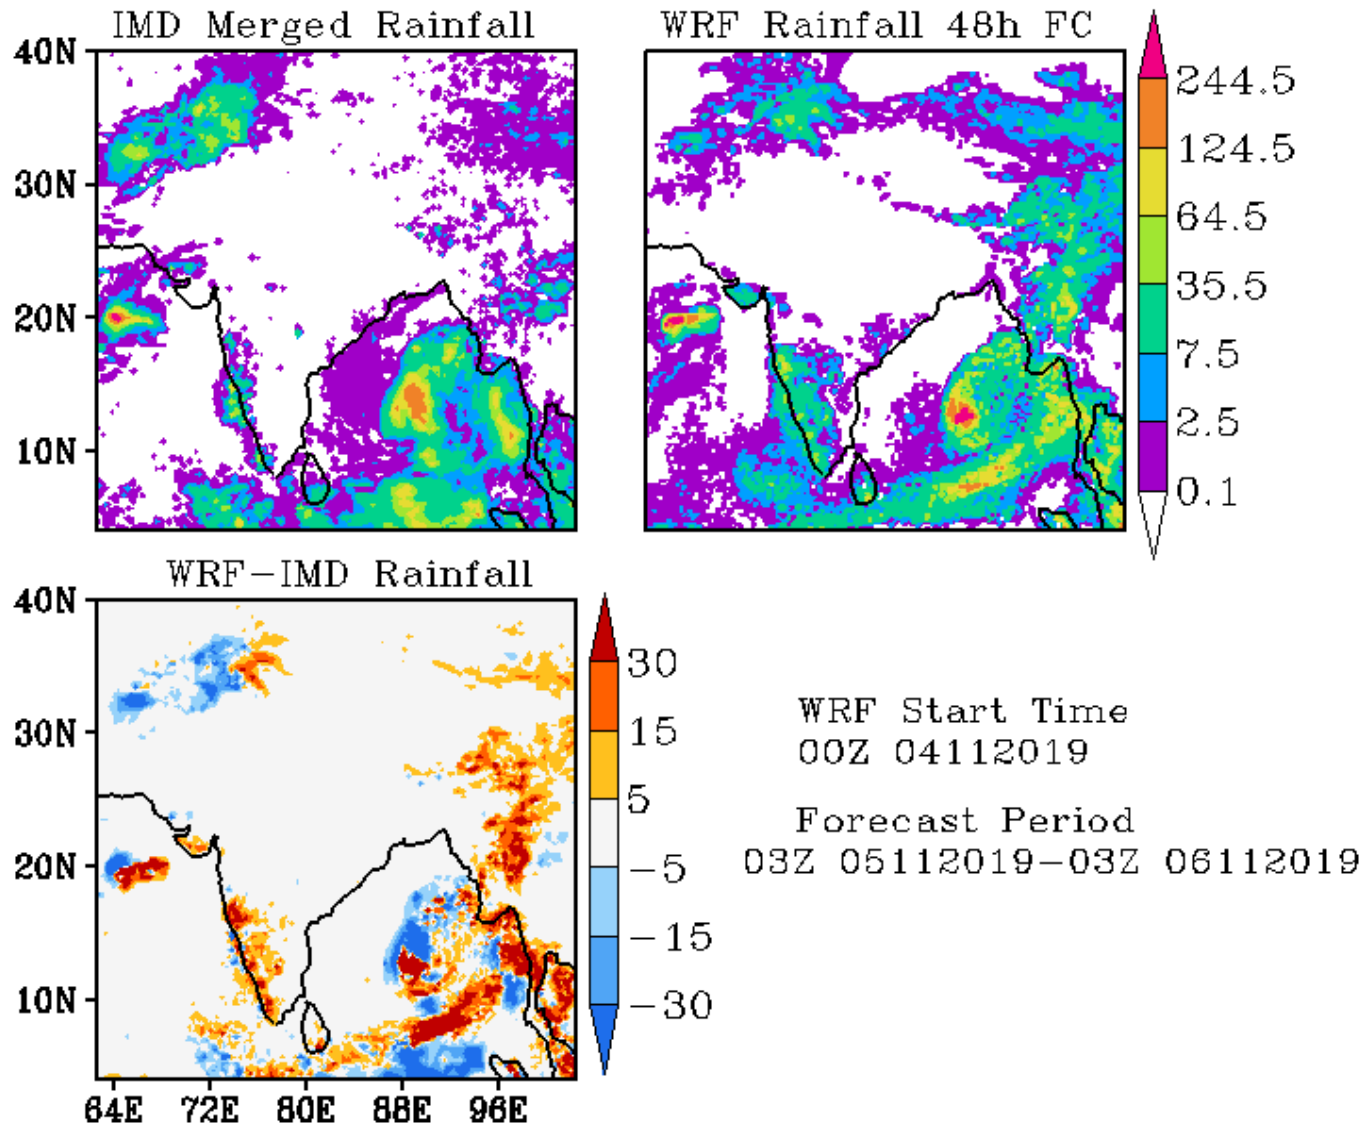 IMD Merged Rainfall
WRF Rainfall 48h FC
40N
30N
20N
10N
244.5
124.5
64.5
35.5
7.5
2.5
0.1
WRF-IMD Rainfall
40N
30N
20N
10N
64E 72E 80E 88E 96E
30
15
5
-5
-15
-30
WRF Start Time
00Z 04112019
Forecast Period
03Z 05112019-03Z 06112019